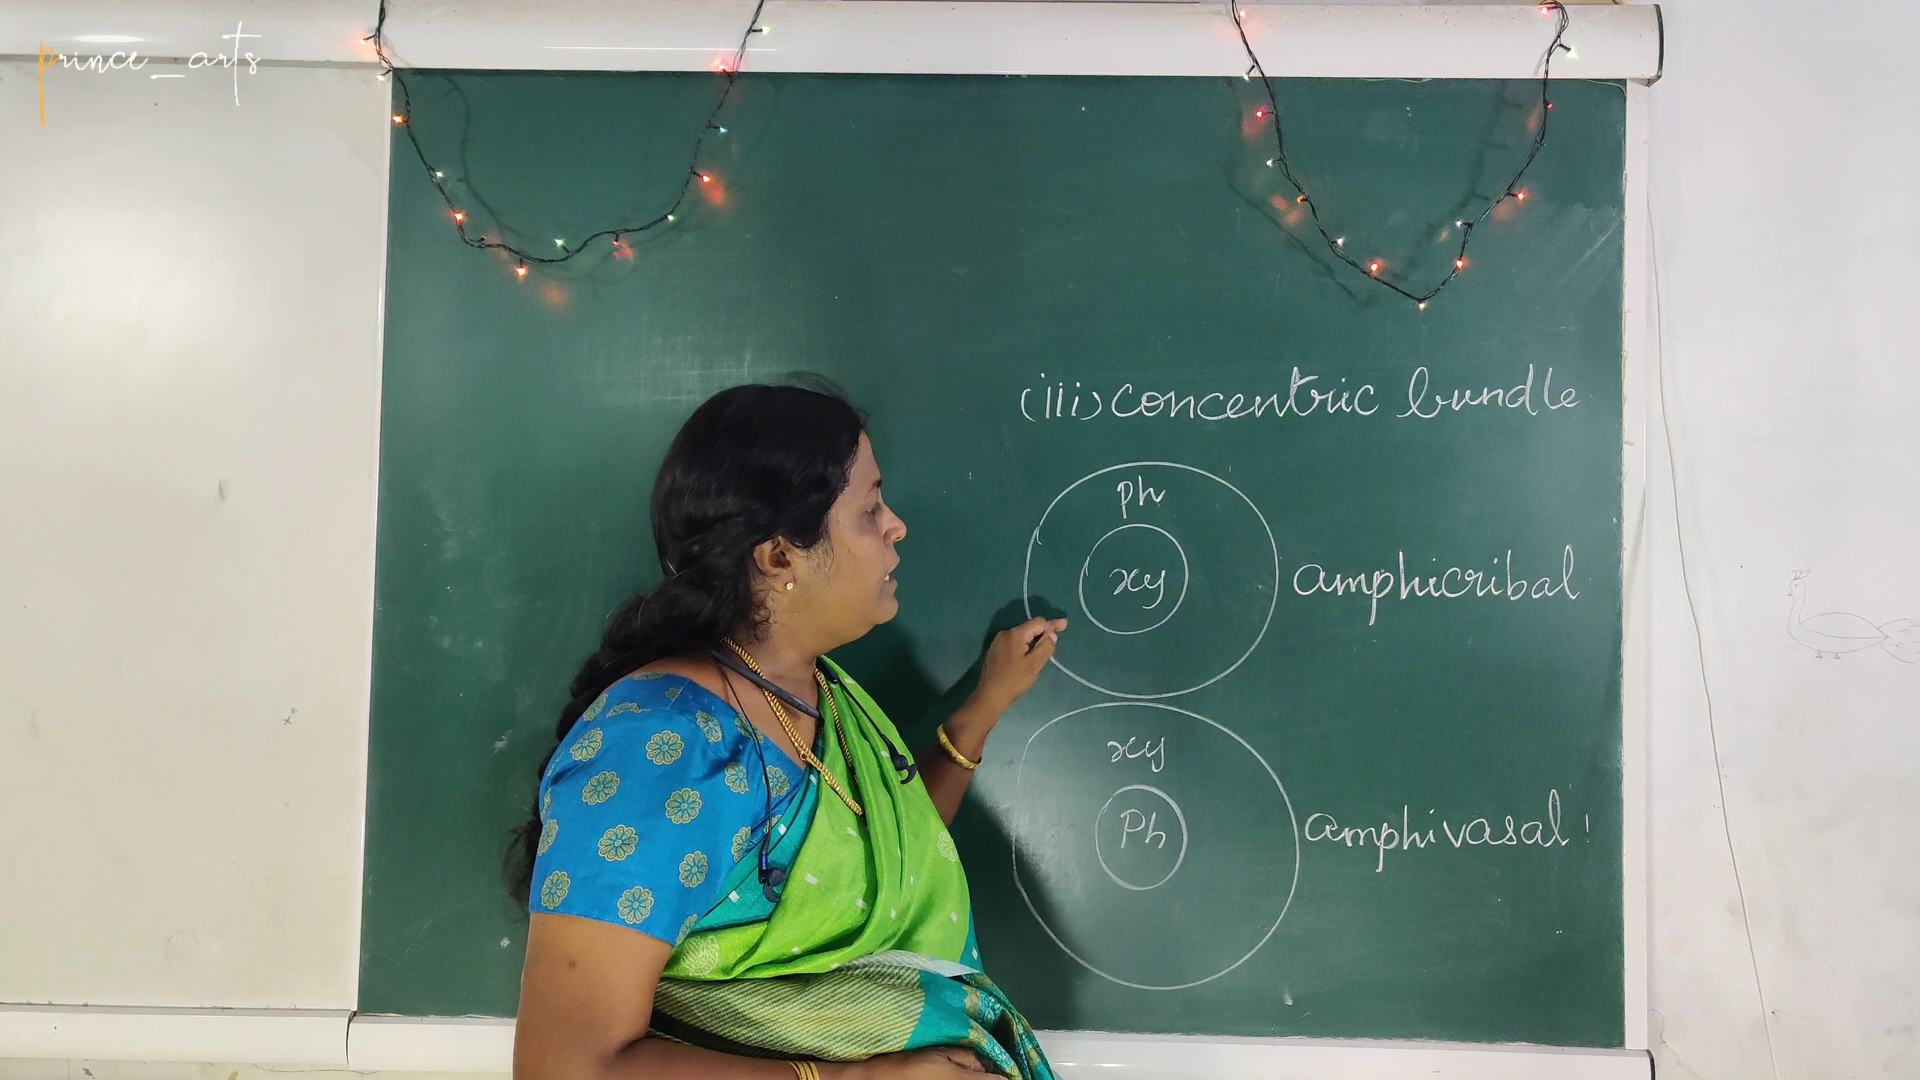 prince_arts
(iii) concentric bundle
ph
xy
amphicribal
xy
Ph
amphivasal